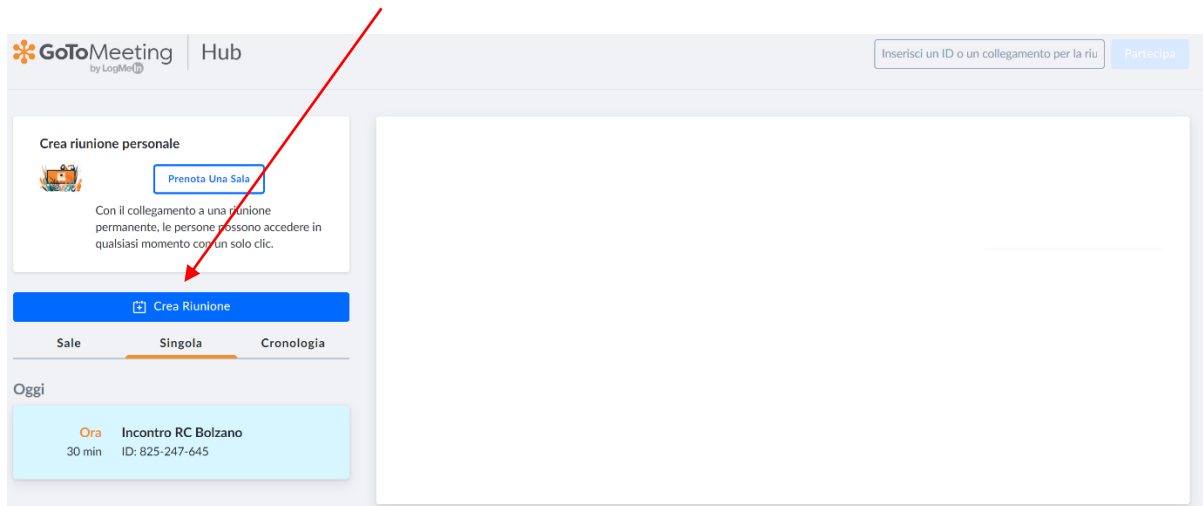 GoToMeeting Hub
by LogMeIn
Inserisci un ID o un collegamento per la riu
Partecipa
Crea riunione personale
Prenota Una Sala
Con il collegamento a una riunione
permanente, le persone possono accedere in
qualsiasi momento con un solo clic.
Crea Riunione
Sale Singola Cronologia
Oggi
Ora Incontro RC Bolzano
30 min ID: 825-247-645